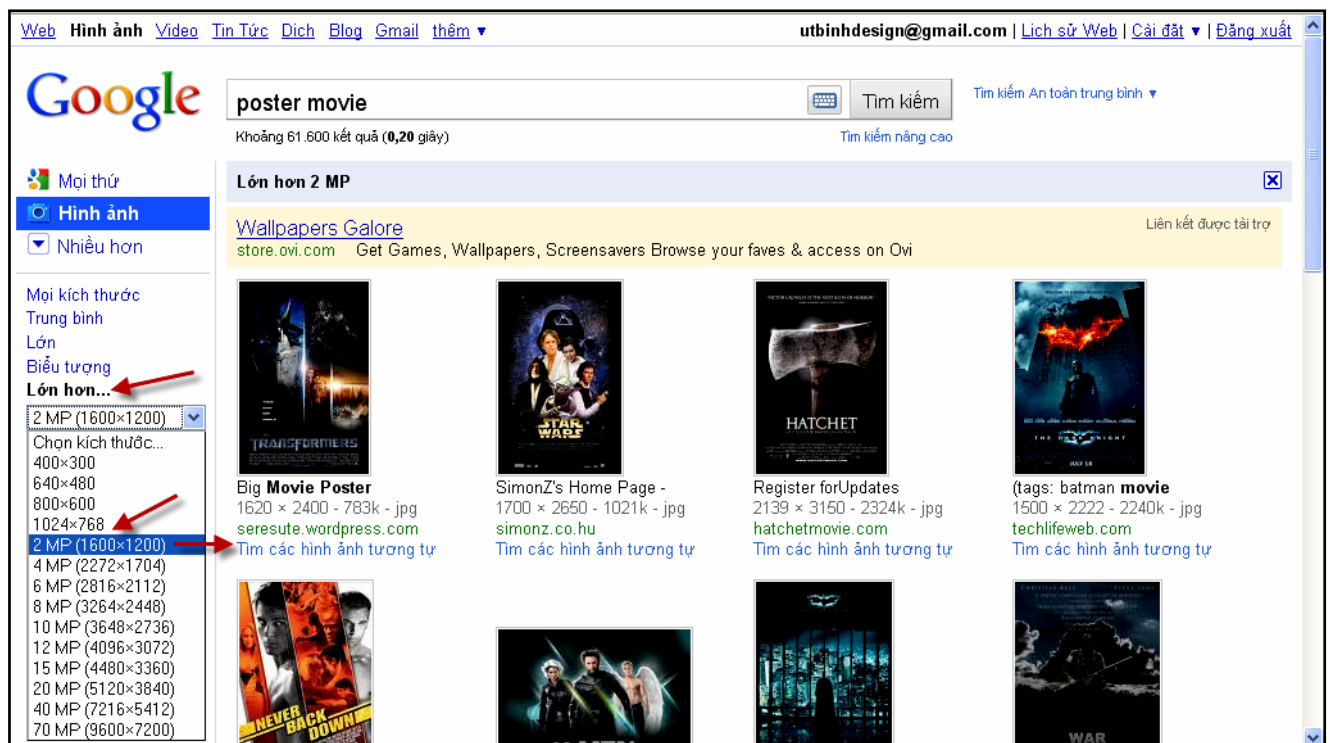 Web Hình ảnh Video Tin Tức Dich Blog Gmail thêm ▼ utbinhdesign@gmail.com | Lich sử Web | Cài đặt ▼ | Đăng xuất
Google
poster movie Tìm kiếm Tìm kiếm An toàn trung bình ▼
Khoảng 61.600 kết quả (0,20 giây) Tìm kiếm nâng cao
Mọi thứ
Hình ảnh
Nhiều hơn
Mọi kích thước
Trung bình
Lớn
Biểu tượng
Lớn hơn...
2 MP (1600×1200)
Chọn kích thước...
400×300
640×480
800×600
1024×768
2 MP (1600×1200)
4 MP (2272×1704)
6 MP (2816×2112)
8 MP (3264×2448)
10 MP (3648×2736)
12 MP (4096×3072)
15 MP (4480×3360)
20 MP (5120×3840)
40 MP (7216×5412)
70 MP (9600×7200)
Lớn hơn 2 MP
Wallpapers Galore Liên kết được tài trợ
store.ovi.com Get Games, Wallpapers, Screensavers Browse your faves & access on Ovi
TRANSFORMERS
Big Movie Poster
1620 × 2400 - 783k - jpg
seresute.wordpress.com
Tìm các hình ảnh tương tự
STAR
WARS
SimonZ's Home Page -
1700 × 2650 - 1021k - jpg
simonz.co.hu
Tìm các hình ảnh tương tự
HATCHET
Register forUpdates
2139 × 3150 - 2324k - jpg
hatchetmovie.com
Tìm các hình ảnh tương tự
THE DARK KNIGHT
JULY 18
(tags: batman movie
1500 × 2222 - 2240k - jpg
techlifeweb.com
Tìm các hình ảnh tương tự
NEVER
BACK
DOWN
CHRISTIAN BALE
WAR